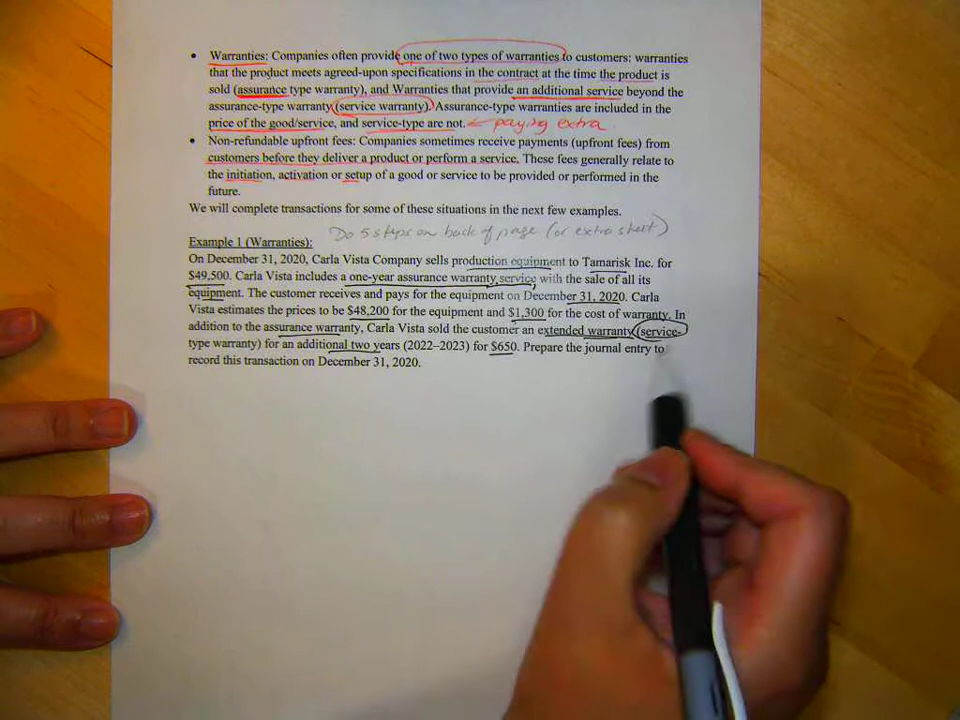 • Warranties: Companies often provide one of two types of warranties to customers: warranties
that the product meets agreed-upon specifications in the contract at the time the product is
sold (assurance type warranty), and Warranties that provide an additional service beyond the
assurance-type warranty (service warranty). Assurance-type warranties are included in the
price of the good/service, and service-type are not. ← paying extra
• Non-refundable upfront fees: Companies sometimes receive payments (upfront fees) from
customers before they deliver a product or perform a service. These fees generally relate to
the initiation, activation or setup of a good or service to be provided or performed in the
future.
We will complete transactions for some of these situations in the next few examples.
Do 5 steps on back of page (or extra sheet)
Example 1 (Warranties):
On December 31, 2020, Carla Vista Company sells production equipment to Tamarisk Inc. for
$49,500. Carla Vista includes a one-year assurance warranty service with the sale of all its
equipment. The customer receives and pays for the equipment on December 31, 2020. Carla
Vista estimates the prices to be $48,200 for the equipment and $1,300 for the cost of warranty. In
addition to the assurance warranty, Carla Vista sold the customer an extended warranty (service-
type warranty) for an additional two years (2022–2023) for $650. Prepare the journal entry to
record this transaction on December 31, 2020.